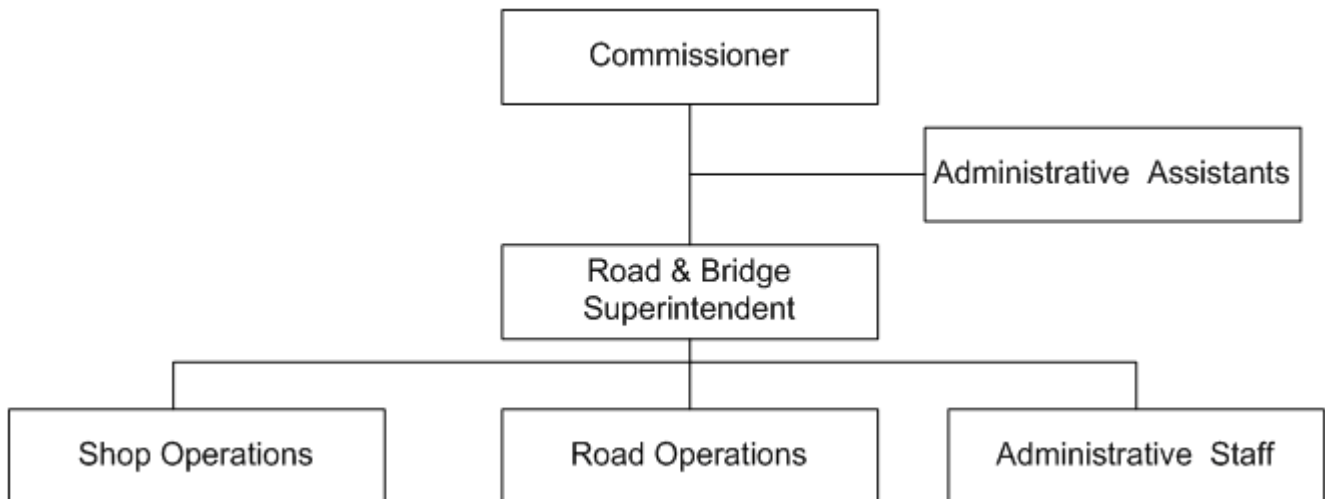 Commissioner
Administrative Assistants
Road & Bridge
Superintendent
Shop Operations
Road Operations
Administrative Staff